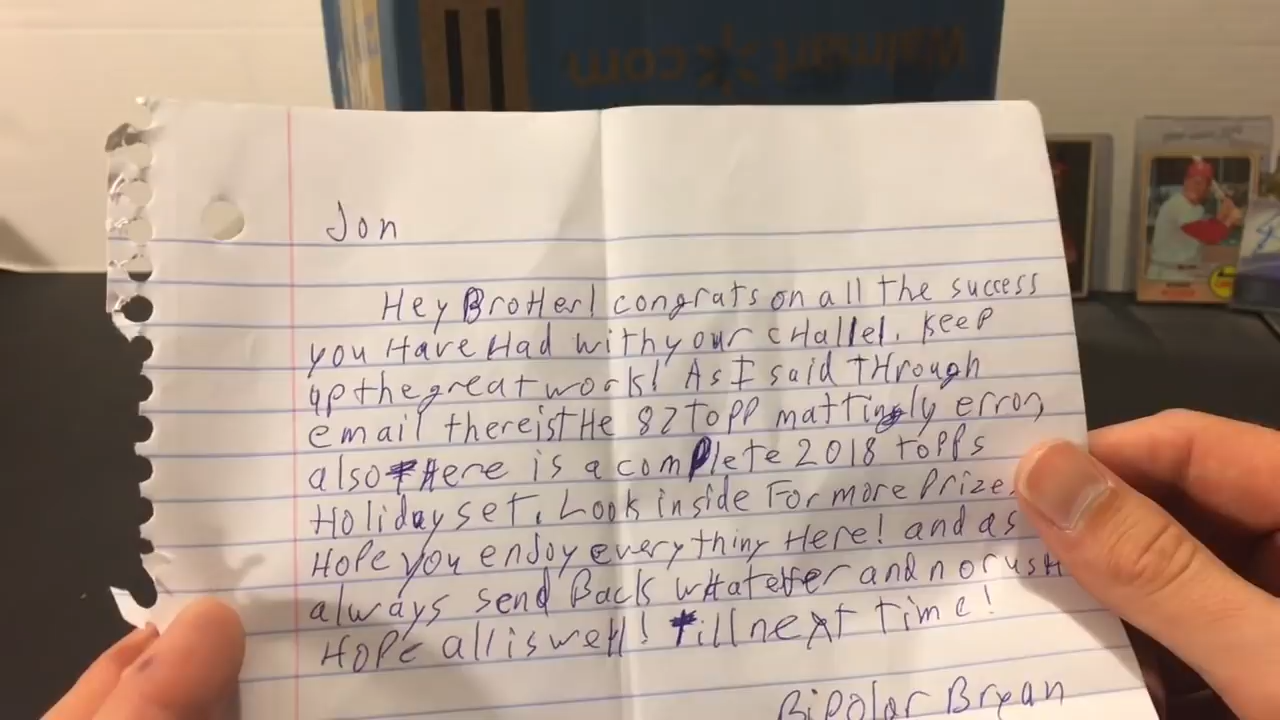 Walmart.com
Jon
Hey BroTHer! congrats on all the success
you Have Had with your cHallel. Keep
up the great work! As I said THrough
email there is tHe 82 Topp mattingly error,
also tHere is a complete 2018 Topps
Holiday set. Look inside For more Prize.
Hope you enjoy everything Here! and as
always send Back wHatever and no rusH
Hope all is well! till next time!
Bipolar Bryan